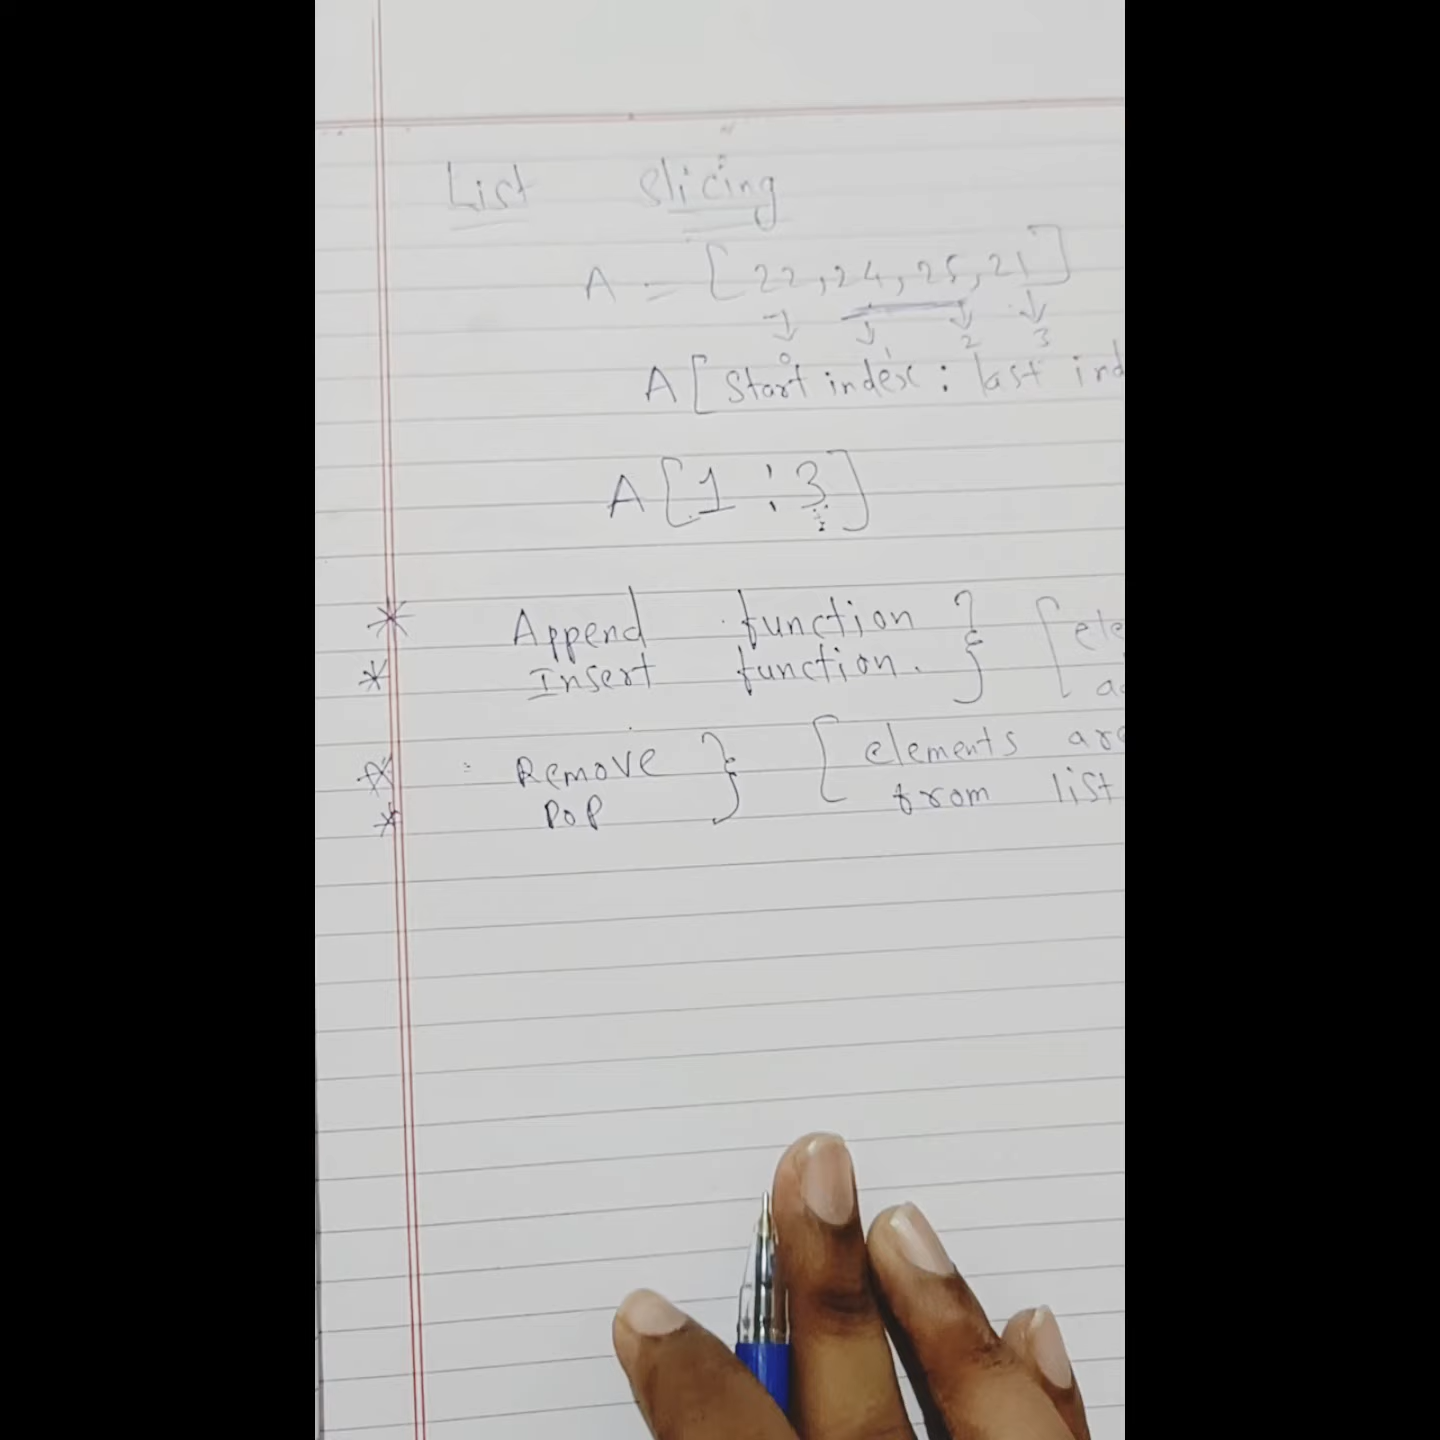 List Slicing
A = [22, 24, 25, 21]
0 1 2 3
A [ Start index : last ind
A [ 1 : 3 ]
* Append function } [ ele
* Insert function. a
* Remove } [ elements are
* POP from list